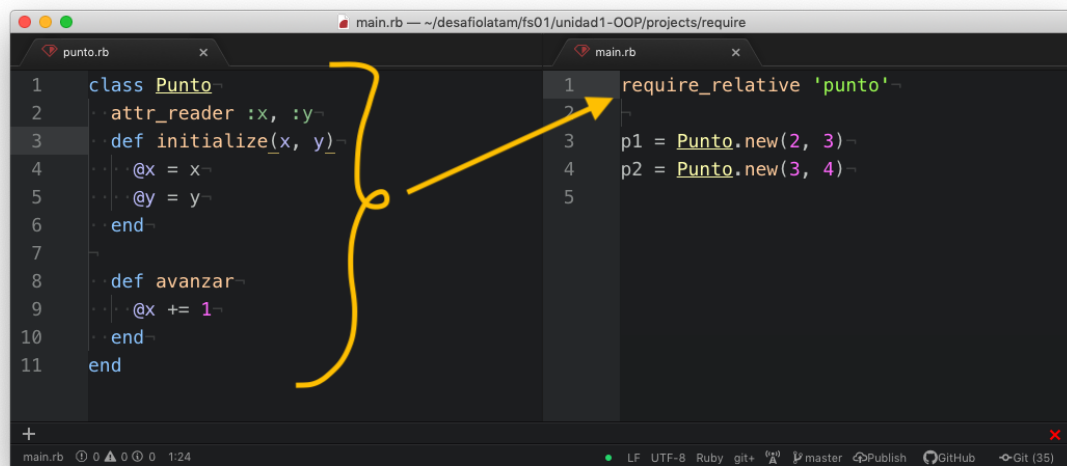 main.rb — ~/desafiolatam/fs01/unidad1-OOP/projects/require
punto.rb
1 class Punto
2 attr_reader :x, :y
3 def initialize(x, y)
4 @x = x
5 @y = y
6 end
7
8 def avanzar
9 @x += 1
10 end
11 end
main.rb
1 require_relative 'punto'
2
3 p1 = Punto.new(2, 3)
4 p2 = Punto.new(3, 4)
5
main.rb 0 0 0 1:24 LF UTF-8 Ruby git+ master Publish GitHub Git (35)